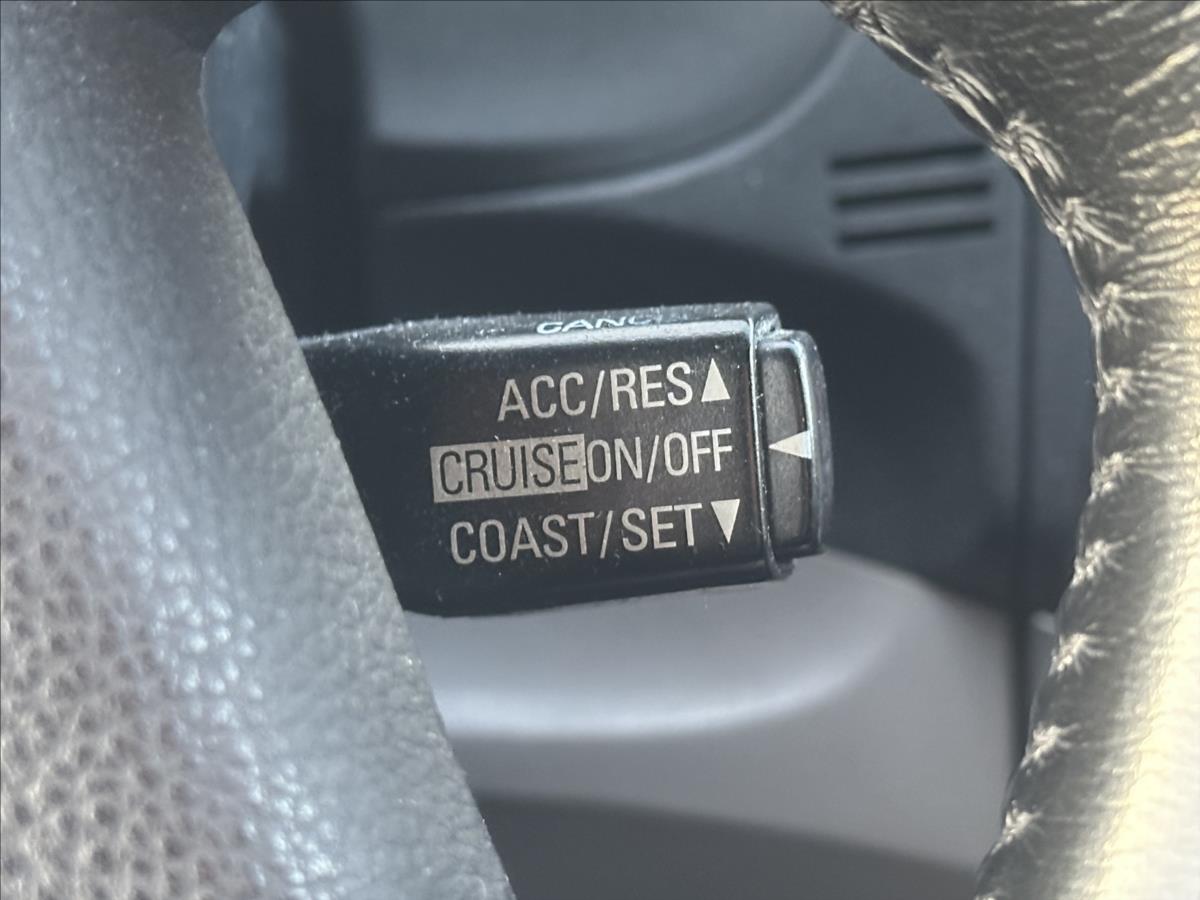 ACC/RES▲
CRUISE ON/OFF
COAST/SET▼